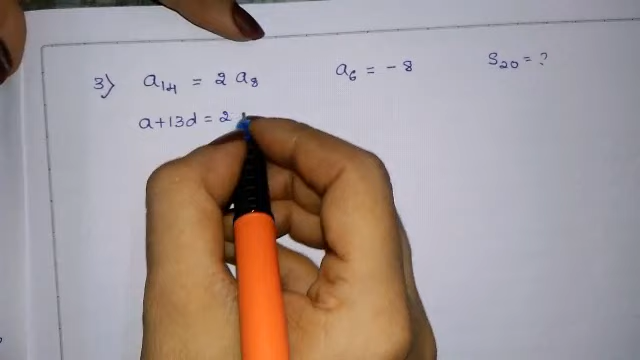 3) a₁₄ = 2 a₈ a₆ = - 8 S₂₀ = ?
a+13d = 2